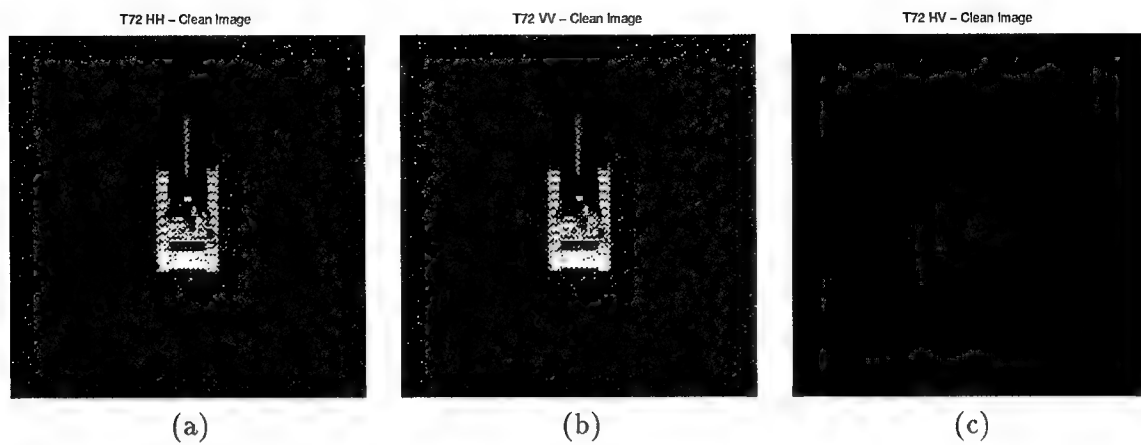 T72 HH – Clean Image
T72 VV – Clean Image
T72 HV – Clean Image
(a)
(b)
(c)